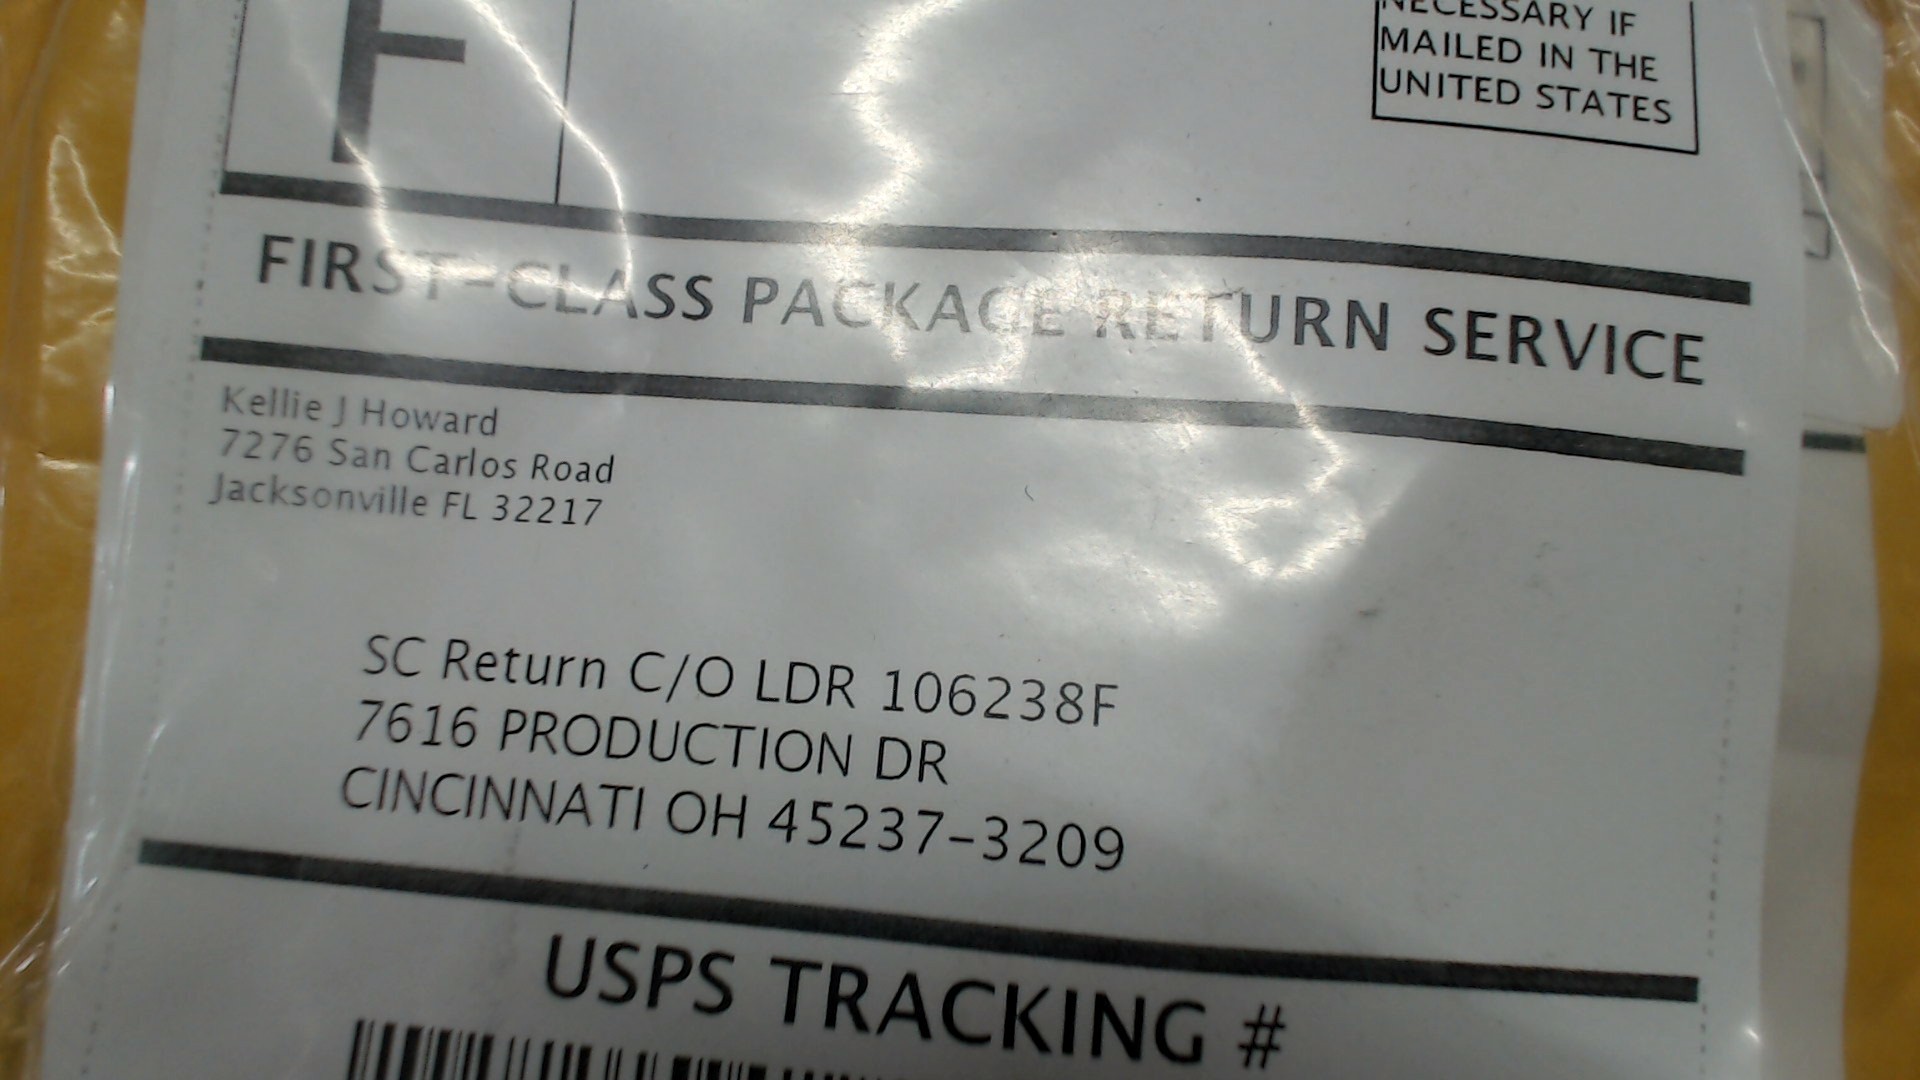 F
NECESSARY IF
MAILED IN THE
UNITED STATES
FIRST-CLASS PACKAGE RETURN SERVICE
Kellie J Howard
7276 San Carlos Road
Jacksonville FL 32217
SC Return C/O LDR 106238F
7616 PRODUCTION DR
CINCINNATI OH 45237-3209
USPS TRACKING #